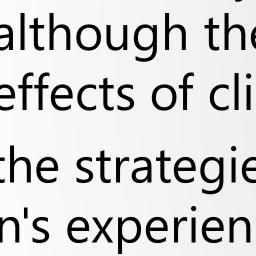 although the
effects of cli
the strategie
n's experien